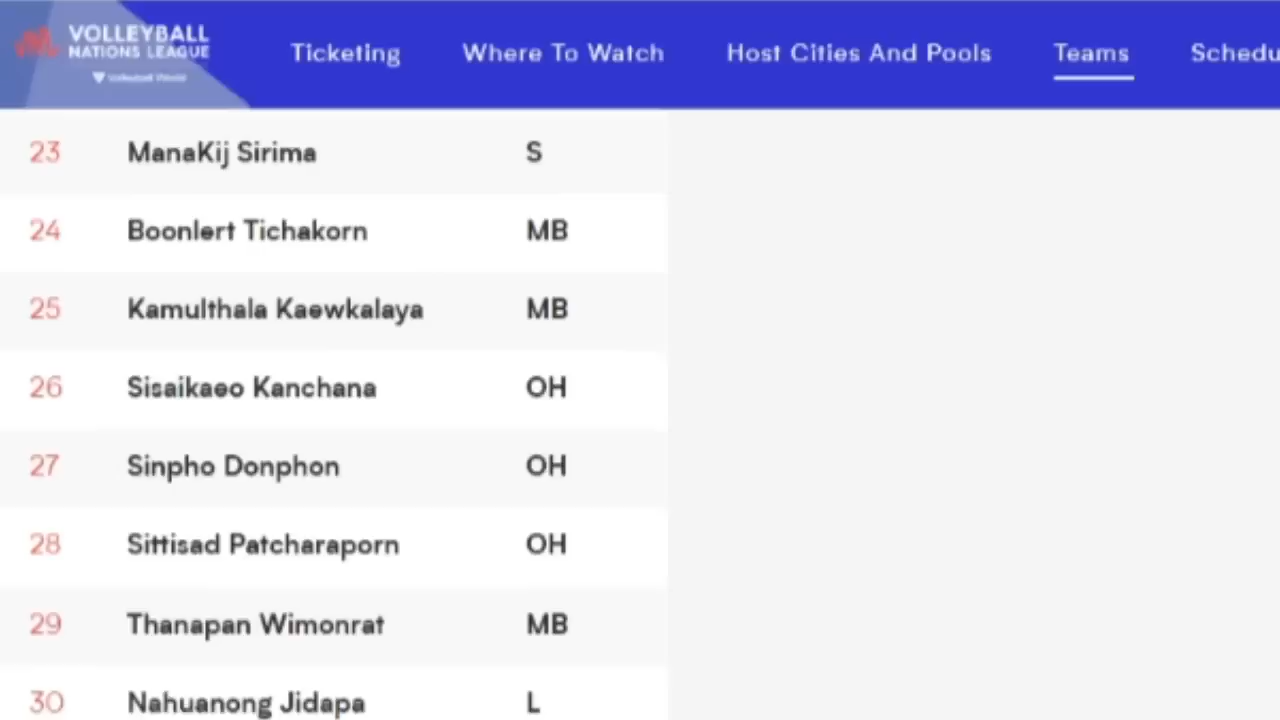 VOLLEYBALL
NATIONS LEAGUE
Volleyball World
Ticketing Where To Watch Host Cities And Pools Teams Schedu
23 ManaKij Sirima S
24 Boonlert Tichakorn MB
25 Kamulthala Kaewkalaya MB
26 Sisaikaeo Kanchana OH
27 Sinpho Donphon OH
28 Sittisad Patcharaporn OH
29 Thanapan Wimonrat MB
30 Nahuanong Jidapa L